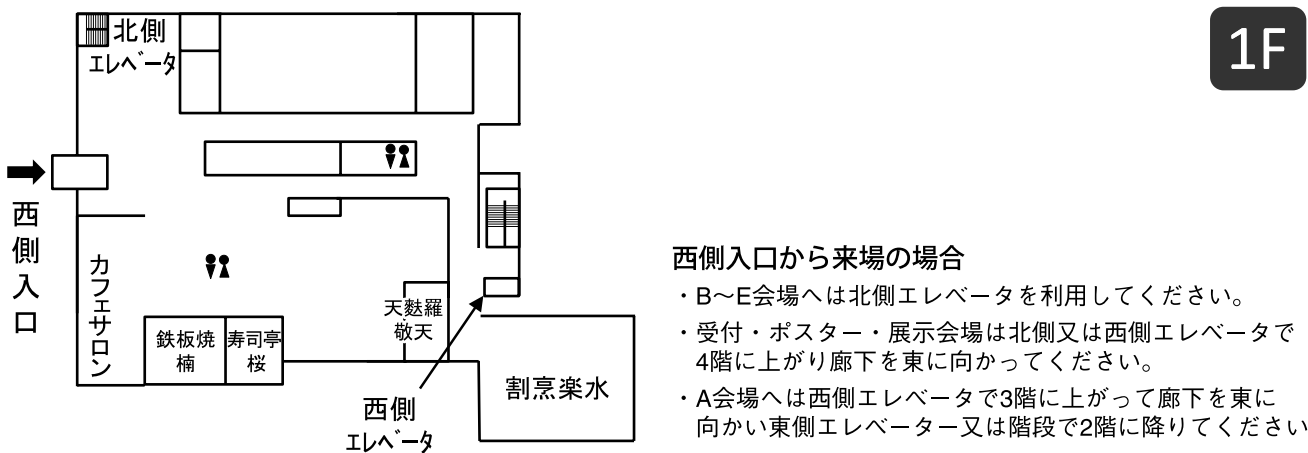 1F
北側
エレベータ
西側入口
カフェサロン
鉄板焼
楠
寿司亭
桜
天麩羅
敬天
西側
エレベータ
割烹楽水
西側入口から来場の場合
・B〜E会場へは北側エレベータを利用してください。
・受付・ポスター・展示会場は北側又は西側エレベータで
4階に上がり廊下を東に向かってください。
・A会場へは西側エレベータで3階に上がって廊下を東に
向かい東側エレベーター又は階段で2階に降りてください